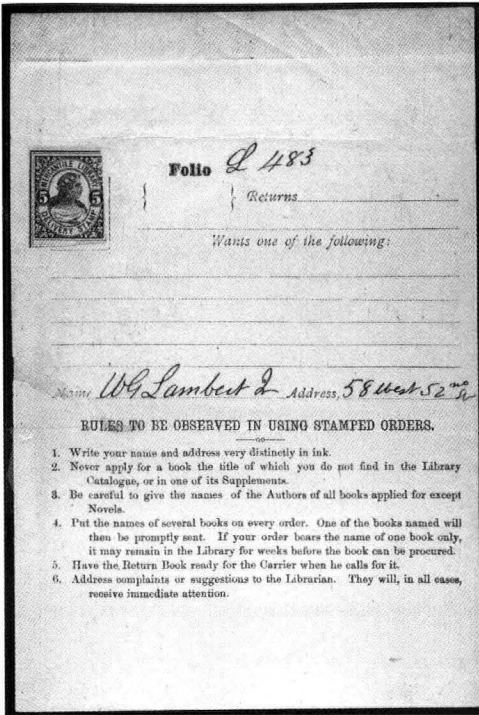 MERCANTILE LIBRARY
5 5
DELIVERY STAMP
Folio L 483
Returns
Wants one of the following:
Name W G Lambert 2 Address, 58 West 52nd St
RULES TO BE OBSERVED IN USING STAMPED ORDERS.
1. Write your name and address very distinctly in ink.
2. Never apply for a book the title of which you do not find in the Library
Catalogue, or in one of its Supplements.
3. Be careful to give the names of the Authors of all books applied for except
Novels.
4. Put the names of several books on every order. One of the books named will
then be promptly sent. If your order bears the name of one book only,
it may remain in the Library for weeks before the book can be procured.
5. Have the Return Book ready for the Carrier when he calls for it.
6. Address complaints or suggestions to the Librarian. They will, in all cases,
receive immediate attention.